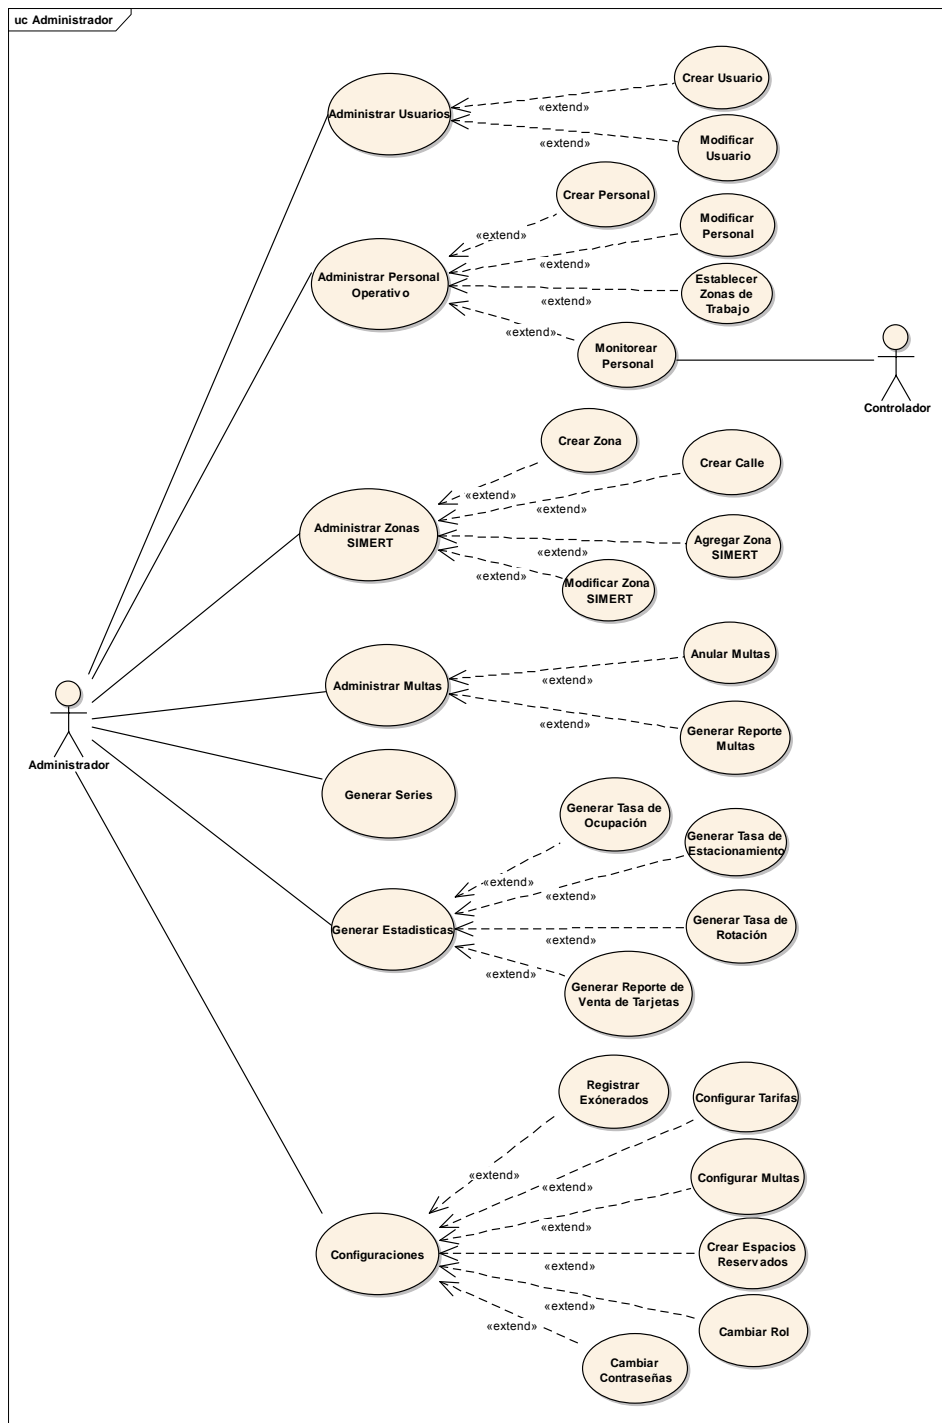 uc Administrador
Crear Usuario
Administrar Usuarios
«extend»
«extend»
Modificar
Usuario
Crear Personal
«extend»
Modificar
Personal
«extend»
Administrar Personal
Operativo
Establecer
Zonas de
Trabajo
«extend»
«extend»
Monitorear
Personal
Controlador
Crear Zona
Crear Calle
«extend»
«extend»
Administrar Zonas
SIMERT
Agregar Zona
SIMERT
«extend»
«extend»
Modificar Zona
SIMERT
Anular Multas
Administrar Multas
«extend»
«extend»
Generar Reporte
Multas
Administrador
Generar Series
Generar Tasa de
Ocupación
Generar Tasa de
Estacionamiento
«extend»
«extend»
Generar Estadisticas
Generar Tasa de
Rotación
«extend»
«extend»
Generar Reporte de
Venta de Tarjetas
Registrar
Exónerados
Configurar Tarifas
«extend»
«extend»
Configurar Multas
«extend»
Configuraciones
Crear Espacios
Reservados
«extend»
«extend»
Cambiar Rol
«extend»
Cambiar
Contraseñas